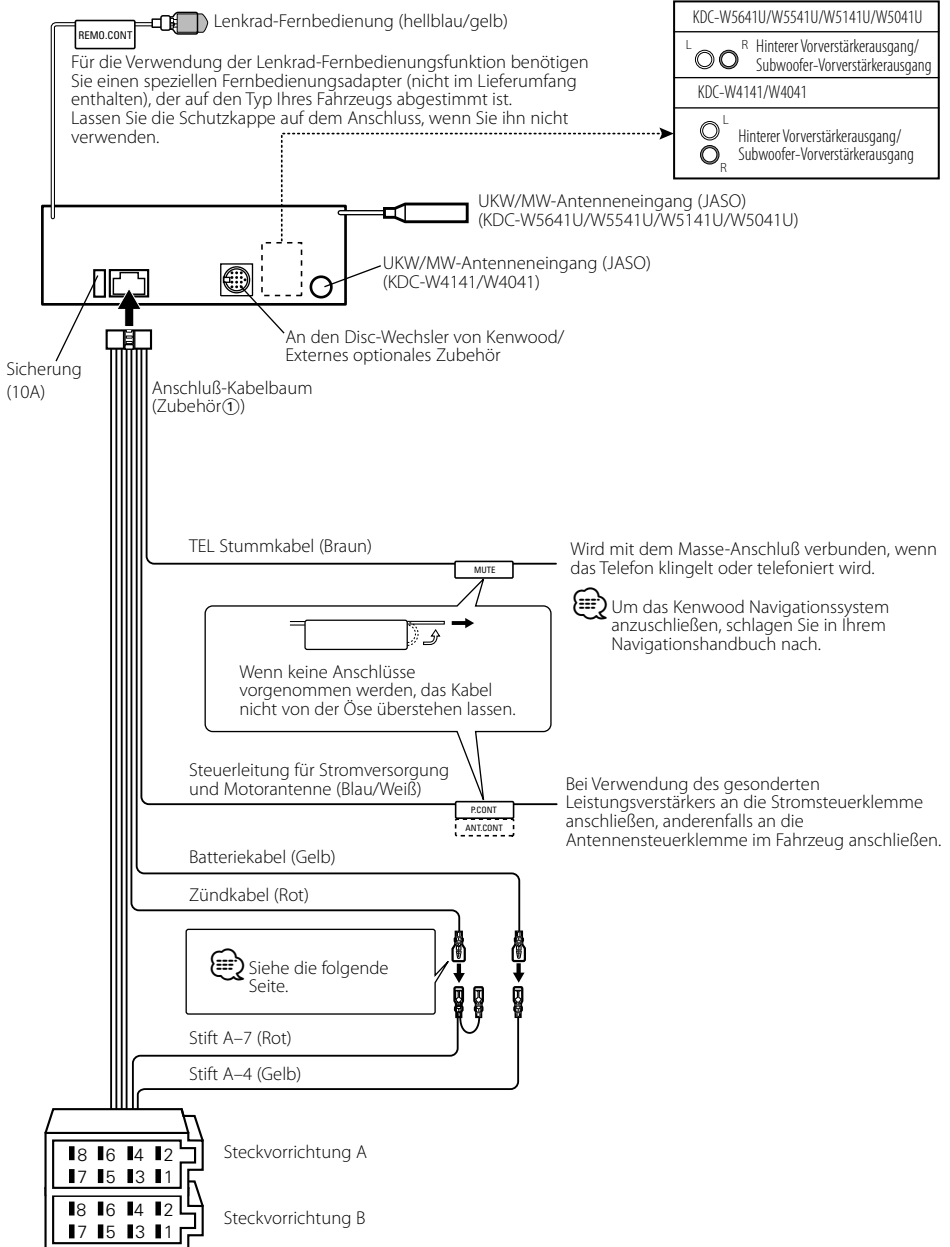 REMO.CONT
Lenkrad-Fernbedienung (hellblau/gelb)
Für die Verwendung der Lenkrad-Fernbedienungsfunktion benötigen
Sie einen speziellen Fernbedienungsadapter (nicht im Lieferumfang
enthalten), der auf den Typ Ihres Fahrzeugs abgestimmt ist.
Lassen Sie die Schutzkappe auf dem Anschluss, wenn Sie ihn nicht
verwenden.
KDC-W5641U/W5541U/W5141U/W5041U
L
R
Hinterer Vorverstärkerausgang/
Subwoofer-Vorverstärkerausgang
KDC-W4141/W4041
L
Hinterer Vorverstärkerausgang/
Subwoofer-Vorverstärkerausgang
R
UKW/MW-Antenneneingang (JASO)
(KDC-W5641U/W5541U/W5141U/W5041U)
UKW/MW-Antenneneingang (JASO)
(KDC-W4141/W4041)
An den Disc-Wechsler von Kenwood/
Externes optionales Zubehör
Sicherung
(10A)
Anschluß-Kabelbaum
(Zubehör①)
TEL Stummkabel (Braun)
MUTE
Wird mit dem Masse-Anschluß verbunden, wenn
das Telefon klingelt oder telefoniert wird.
Um das Kenwood Navigationssystem
anzuschließen, schlagen Sie in Ihrem
Navigationshandbuch nach.
Wenn keine Anschlüsse
vorgenommen werden, das Kabel
nicht von der Öse überstehen lassen.
Steuerleitung für Stromversorgung
und Motorantenne (Blau/Weiß)
P.CONT
ANT.CONT
Bei Verwendung des gesonderten
Leistungsverstärkers an die Stromsteuerklemme
anschließen, anderenfalls an die
Antennensteuerklemme im Fahrzeug anschließen.
Batteriekabel (Gelb)
Zündkabel (Rot)
Siehe die folgende
Seite.
Stift A–7 (Rot)
Stift A–4 (Gelb)
8 6 4 2
7 5 3 1
Steckvorrichtung A
8 6 4 2
7 5 3 1
Steckvorrichtung B